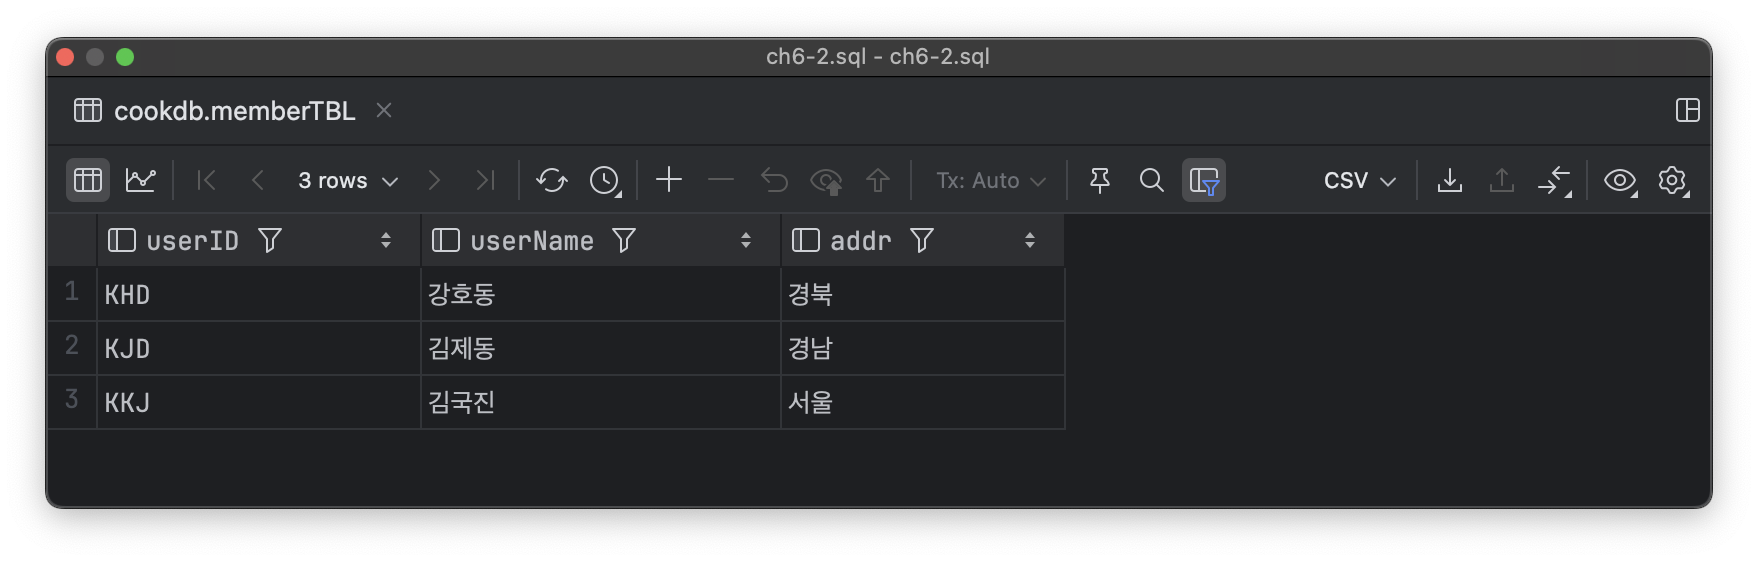 ch6-2.sql - ch6-2.sql
cookdb.memberTBL
3 rows Tx: Auto CSV
userID userName addr
1 KHD 강호동 경북
2 KJD 김제동 경남
3 KKJ 김국진 서울